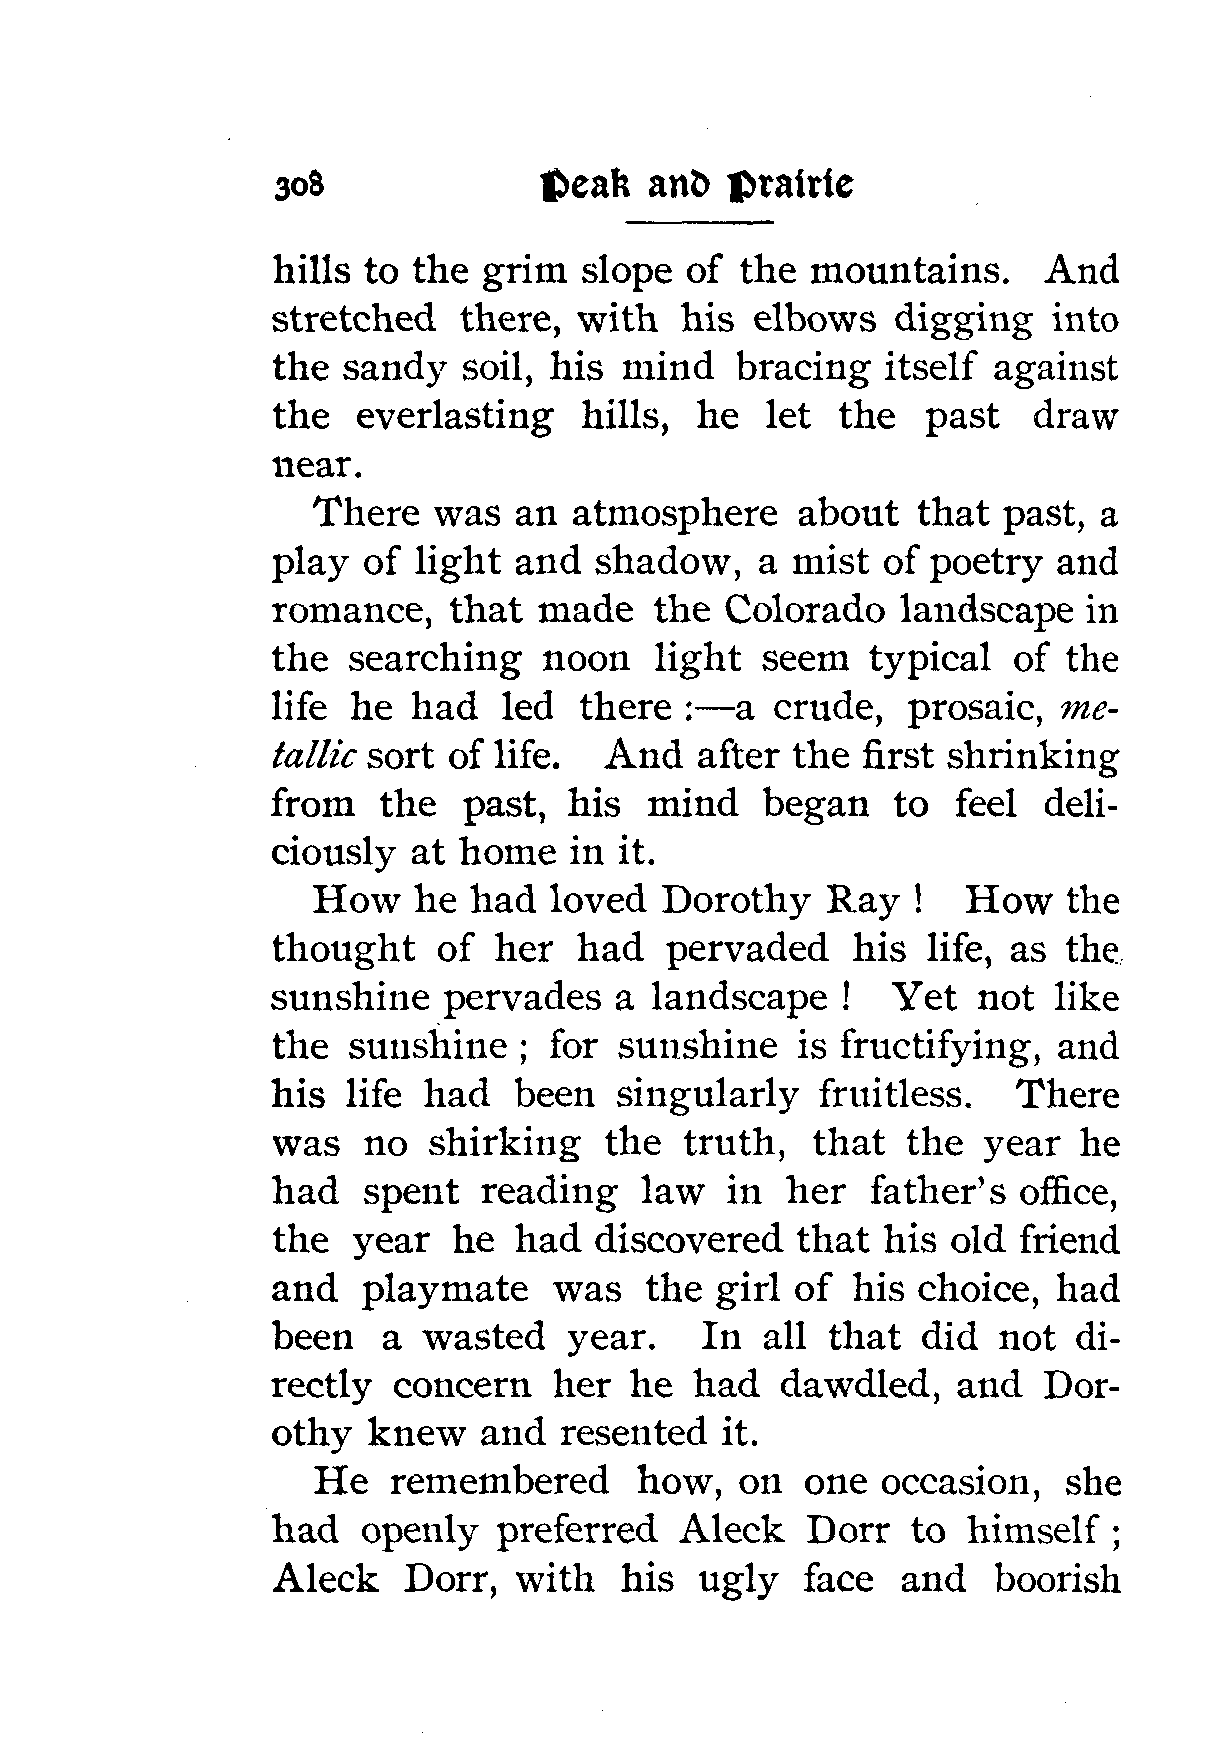 308 Peak and Prairie
hills to the grim slope of the mountains. And
stretched there, with his elbows digging into
the sandy soil, his mind bracing itself against
the everlasting hills, he let the past draw
near.
There was an atmosphere about that past, a
play of light and shadow, a mist of poetry and
romance, that made the Colorado landscape in
the searching noon light seem typical of the
life he had led there :—a crude, prosaic, me-
tallic sort of life. And after the first shrinking
from the past, his mind began to feel deli-
ciously at home in it.
How he had loved Dorothy Ray ! How the
thought of her had pervaded his life, as the
sunshine pervades a landscape ! Yet not like
the sunshine ; for sunshine is fructifying, and
his life had been singularly fruitless. There
was no shirking the truth, that the year he
had spent reading law in her father's office,
the year he had discovered that his old friend
and playmate was the girl of his choice, had
been a wasted year. In all that did not di-
rectly concern her he had dawdled, and Dor-
othy knew and resented it.
He remembered how, on one occasion, she
had openly preferred Aleck Dorr to himself ;
Aleck Dorr, with his ugly face and boorish